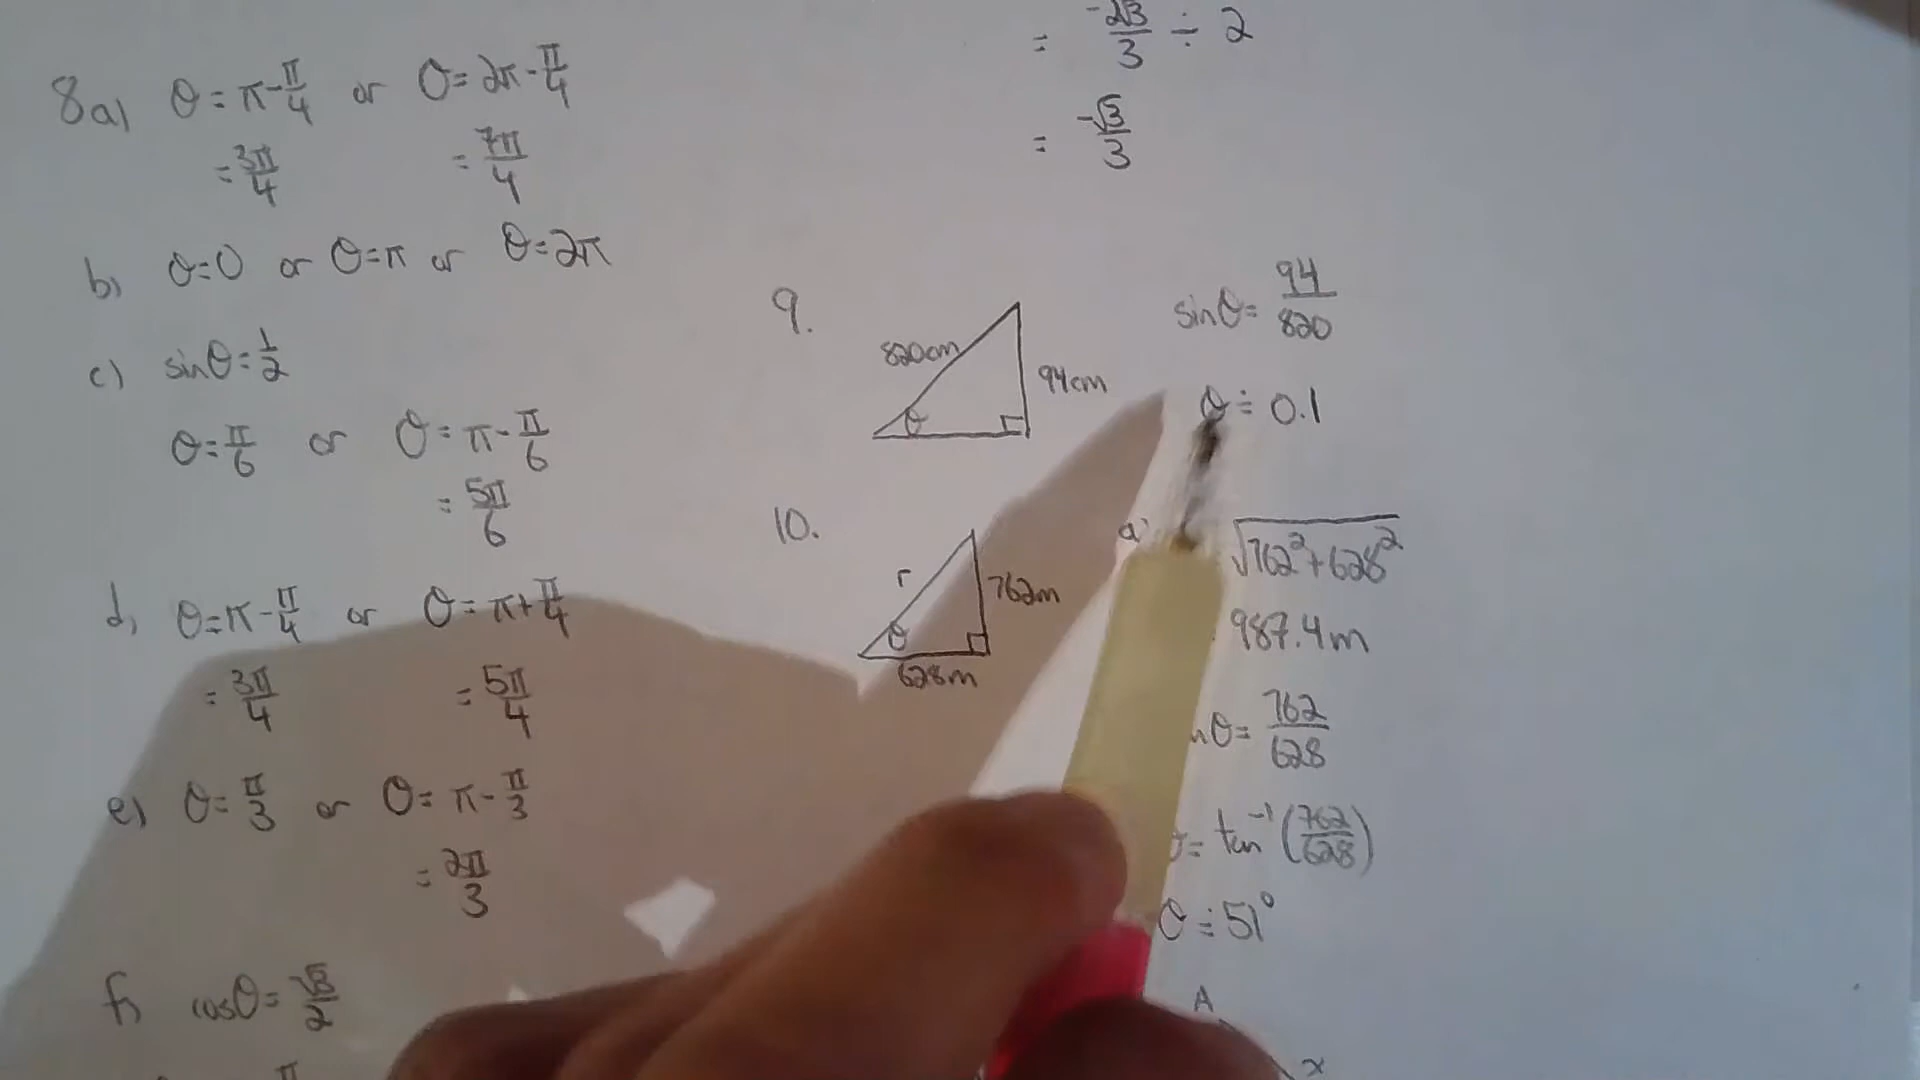 8a) θ = π - π/4 or θ = 2π - π/4
= 3π/4 = 7π/4
b) θ = 0 or θ = π or θ = 2π
c) sinθ = 1/2
θ = π/6 or θ = π - π/6
= 5π/6
d) θ = π - π/4 or θ = π + π/4
= 3π/4 = 5π/4
e) θ = π/3 or θ = π - π/3
= 2π/3
f) cosθ = √3/2
= -2√3/3 ÷ 2
= -√3/3
9.
820cm
94cm
θ
sinθ = 94/820
θ ≐ 0.1
10.
r
762m
θ
628m
a)
√762²+628²
987.4m
nθ = 762/628
= tan⁻¹(762/628)
θ ≐ 51°
A
x